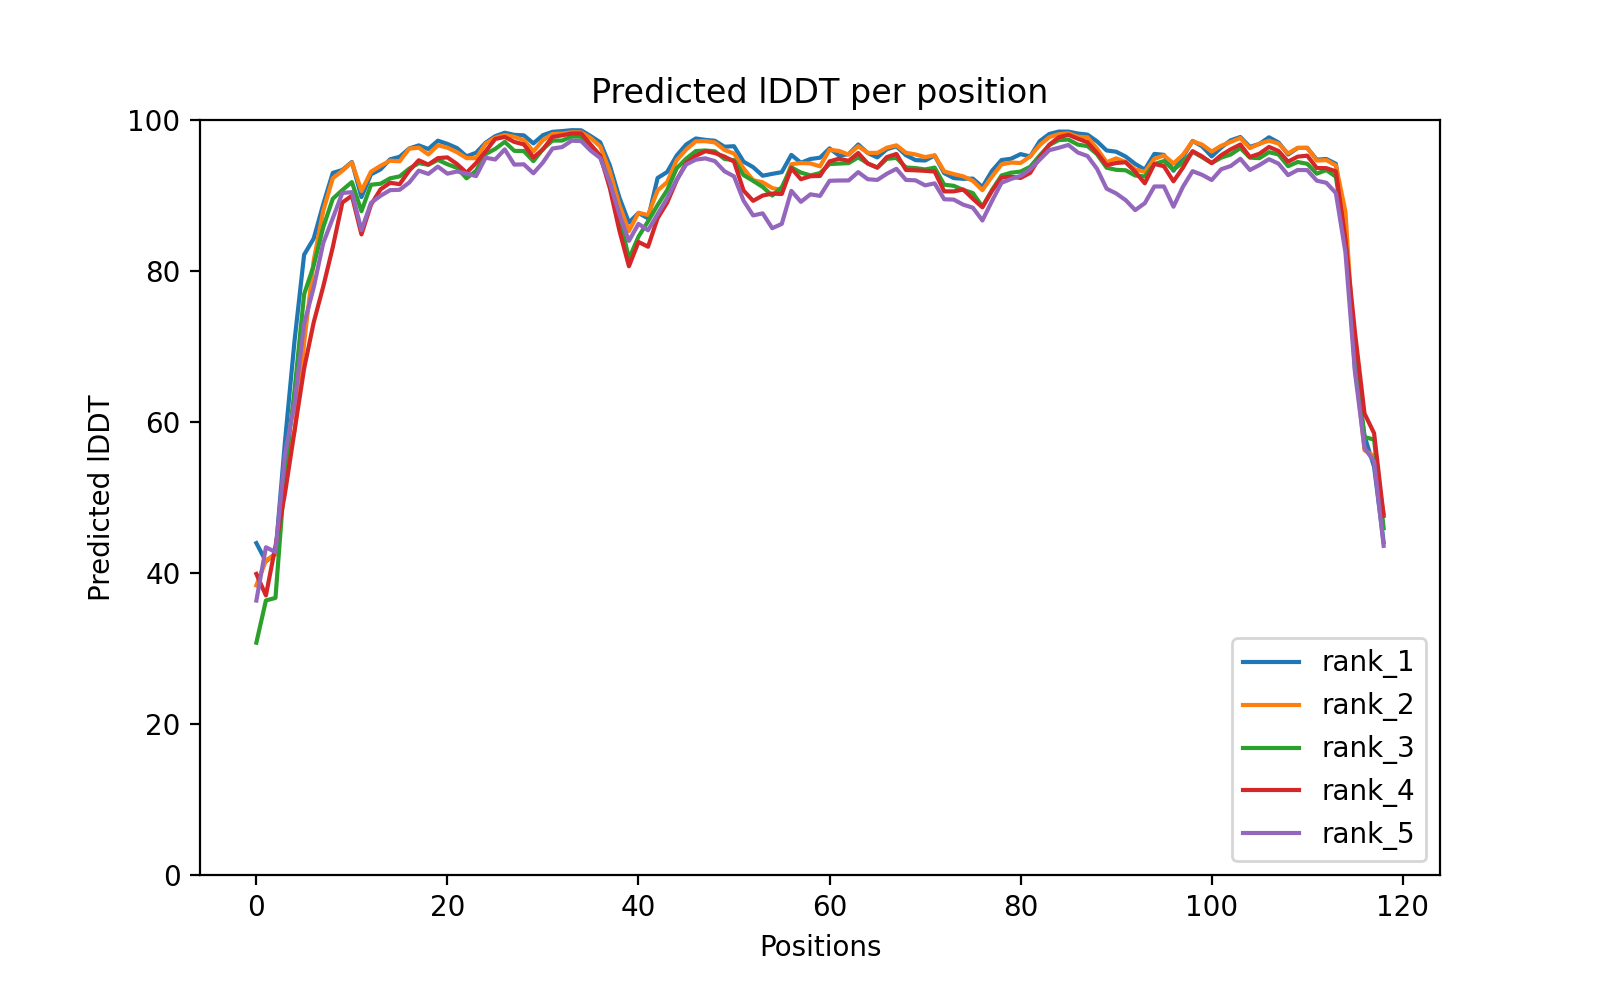 Predicted lDDT per position
100
80
60
40
20
0
Predicted lDDT
0 20 40 60 80 100 120
Positions
rank_1
rank_2
rank_3
rank_4
rank_5